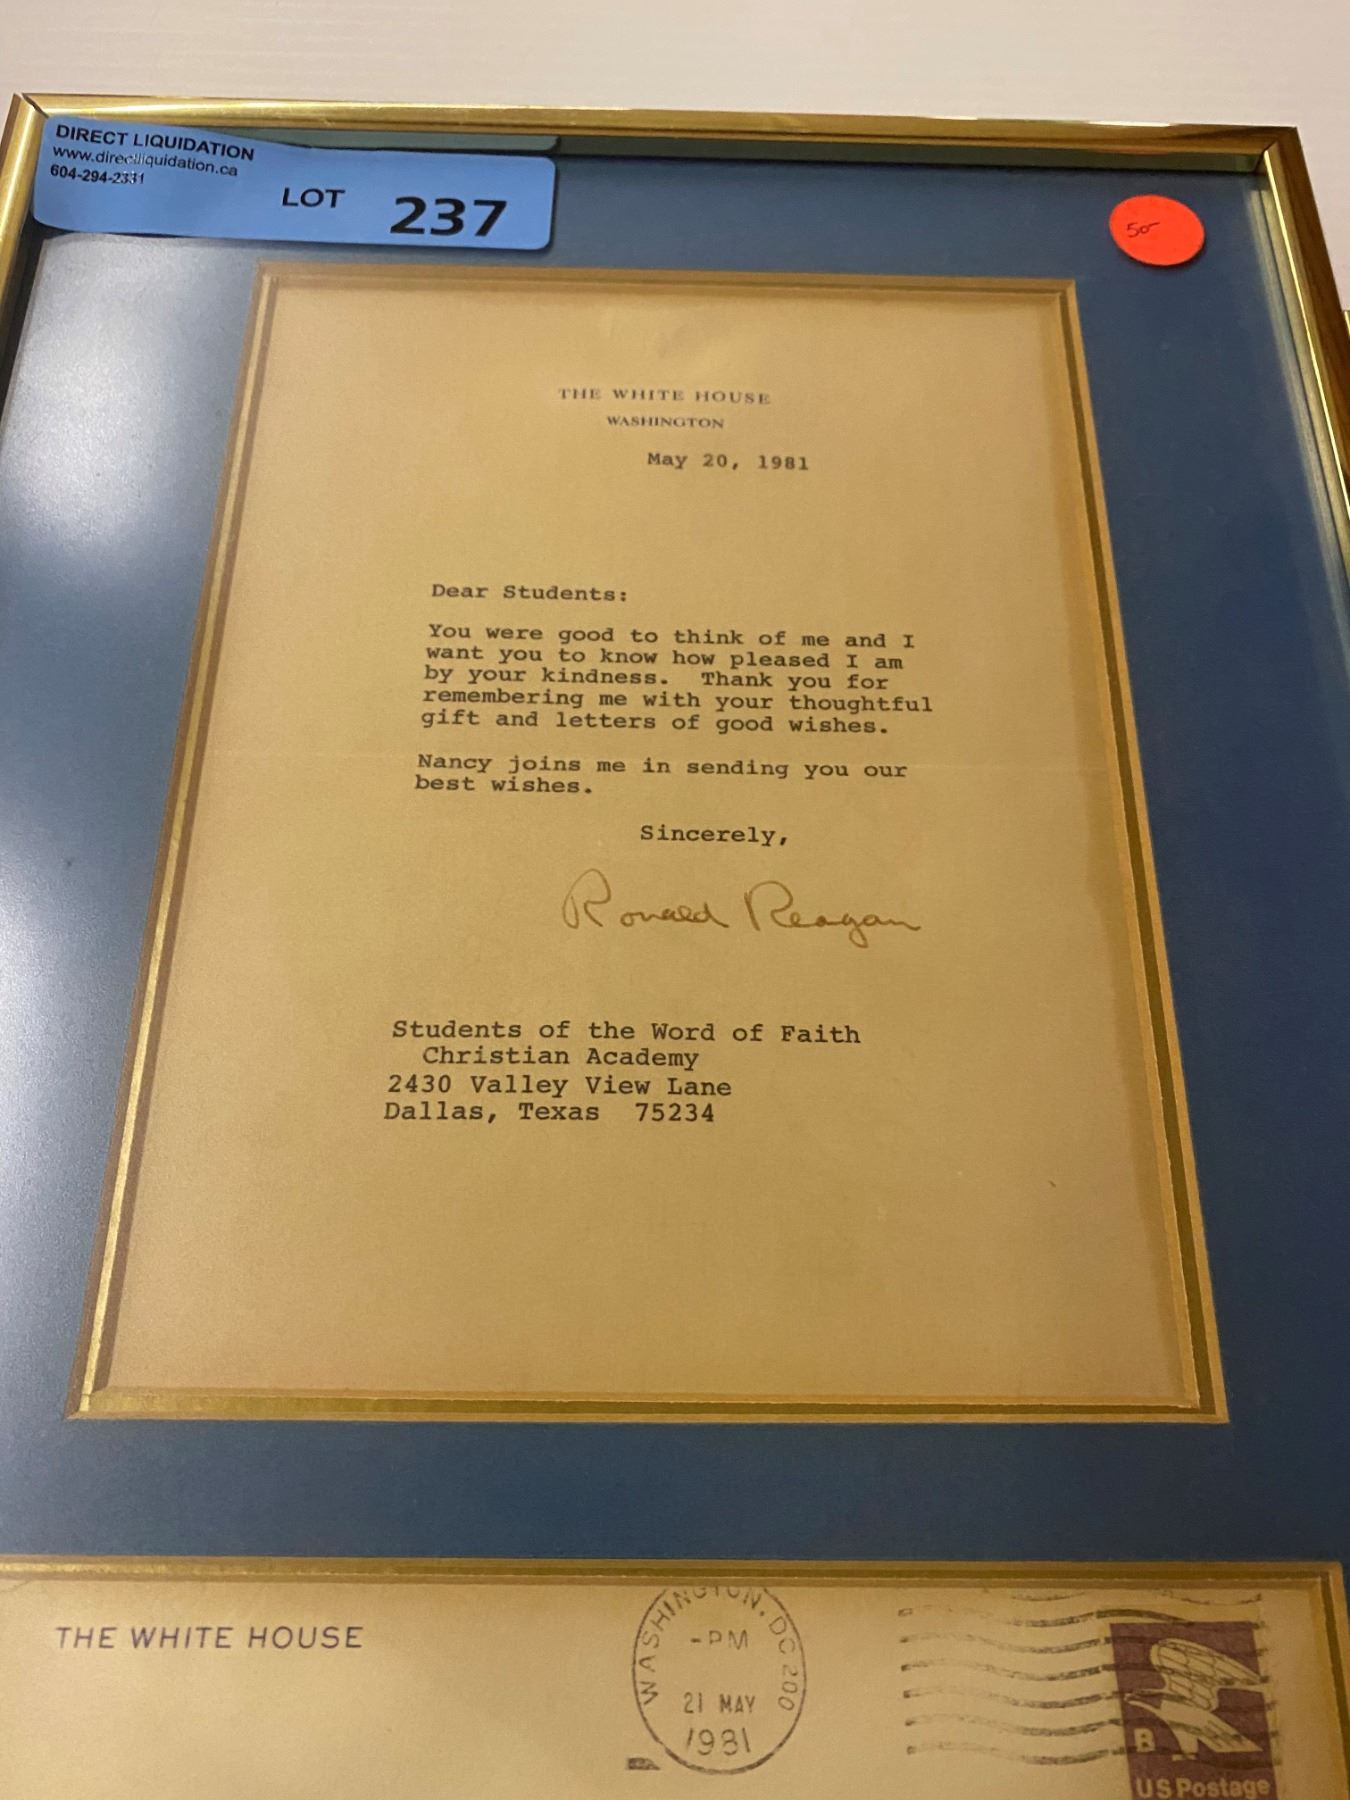 DIRECT LIQUIDATION
www.directliquidation.ca
604-294-2331
LOT 237
50-
THE WHITE HOUSE
WASHINGTON
May 20, 1981
Dear Students:
You were good to think of me and I
want you to know how pleased I am
by your kindness. Thank you for
remembering me with your thoughtful
gift and letters of good wishes.
Nancy joins me in sending you our
best wishes.
Sincerely,
Ronald Reagan
Students of the Word of Faith
Christian Academy
2430 Valley View Lane
Dallas, Texas 75234
THE WHITE HOUSE
WASHINGTON, DC 200
-PM
21 MAY
1981
B
US Postage